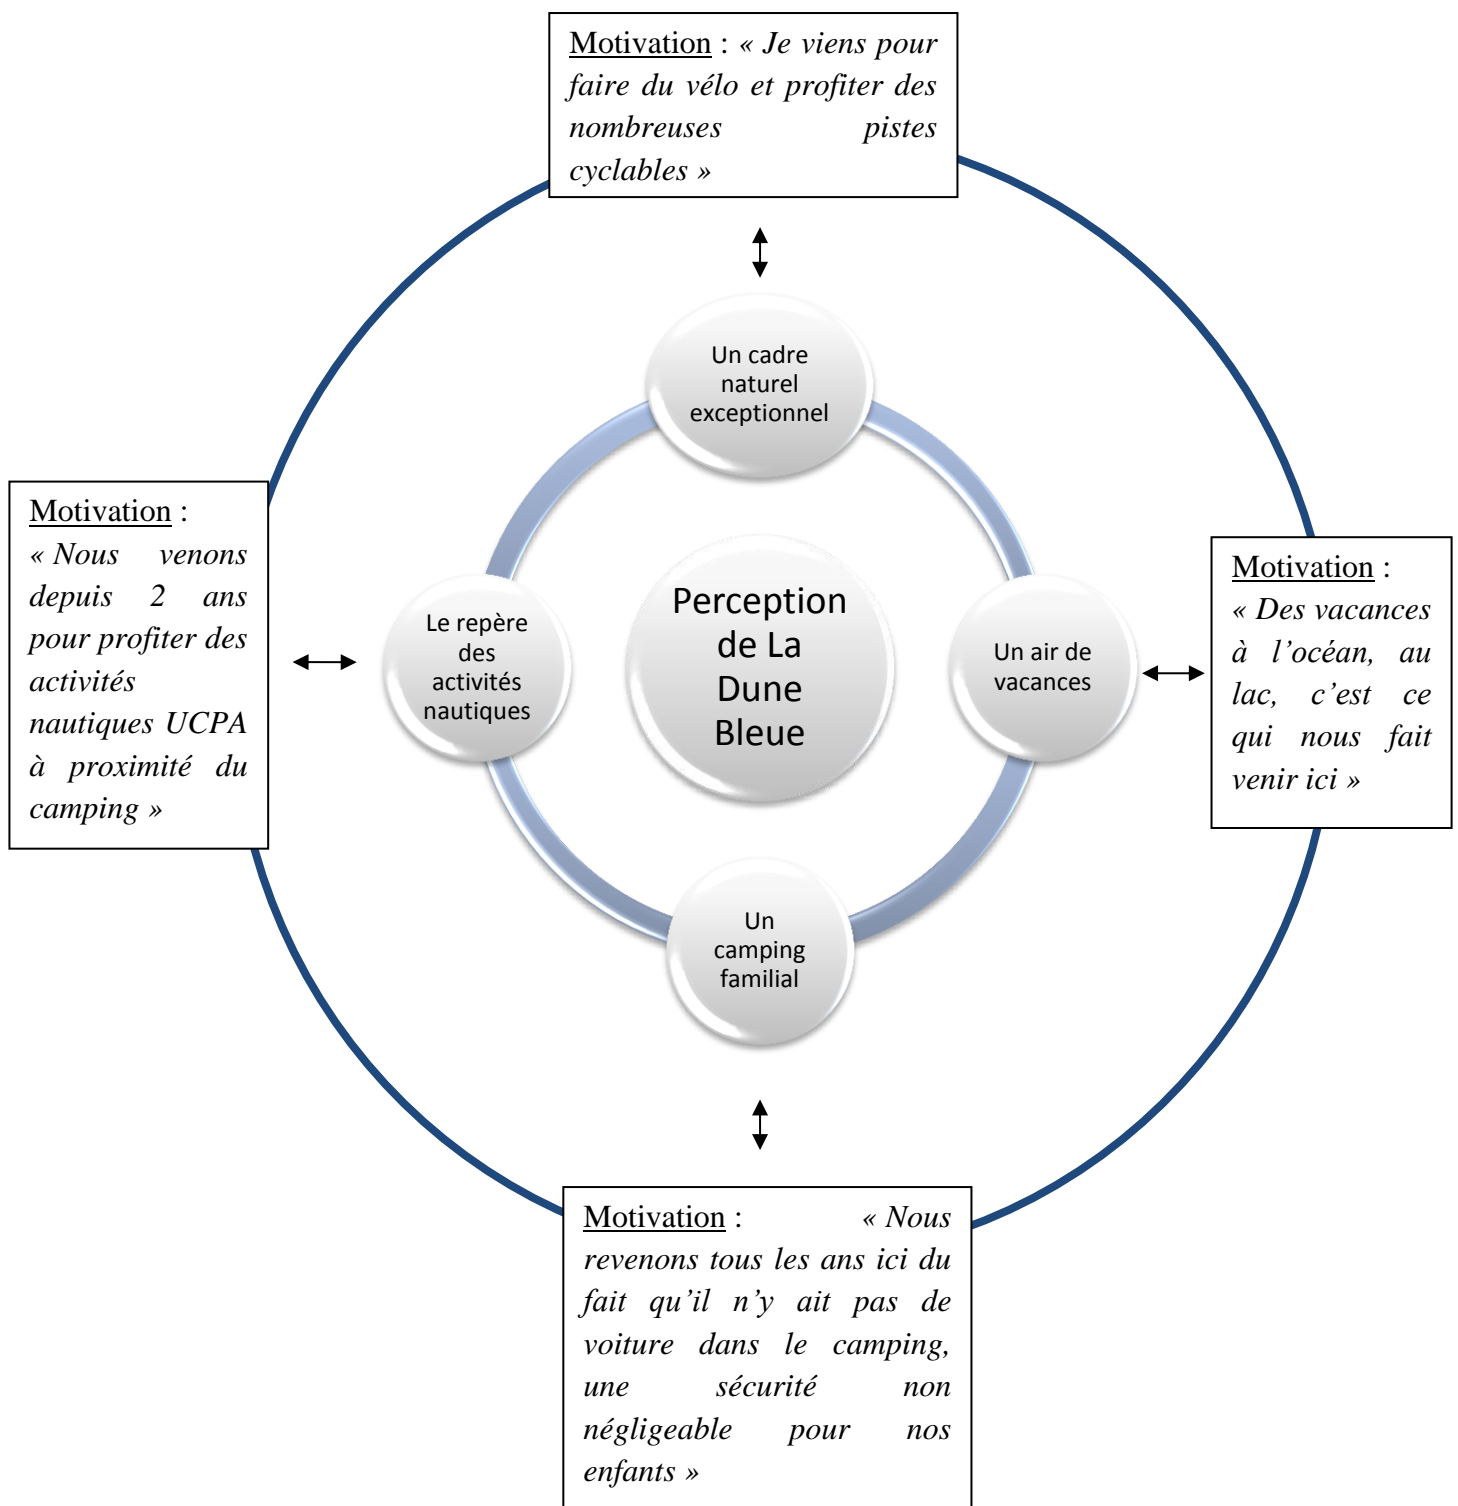 Motivation : « Je viens pour
faire du vélo et profiter des
nombreuses pistes
cyclables »
Un cadre
naturel
exceptionnel
Motivation :
« Nous venons
depuis 2 ans
pour profiter des
activités
nautiques UCPA
à proximité du
camping »
Le repère
des
activités
nautiques
Perception
de La
Dune
Bleue
Un air de
vacances
Motivation :
« Des vacances
à l’océan, au
lac, c’est ce
qui nous fait
venir ici »
Un
camping
familial
Motivation : « Nous
revenons tous les ans ici du
fait qu’il n’y ait pas de
voiture dans le camping,
une sécurité non
négligeable pour nos
enfants »